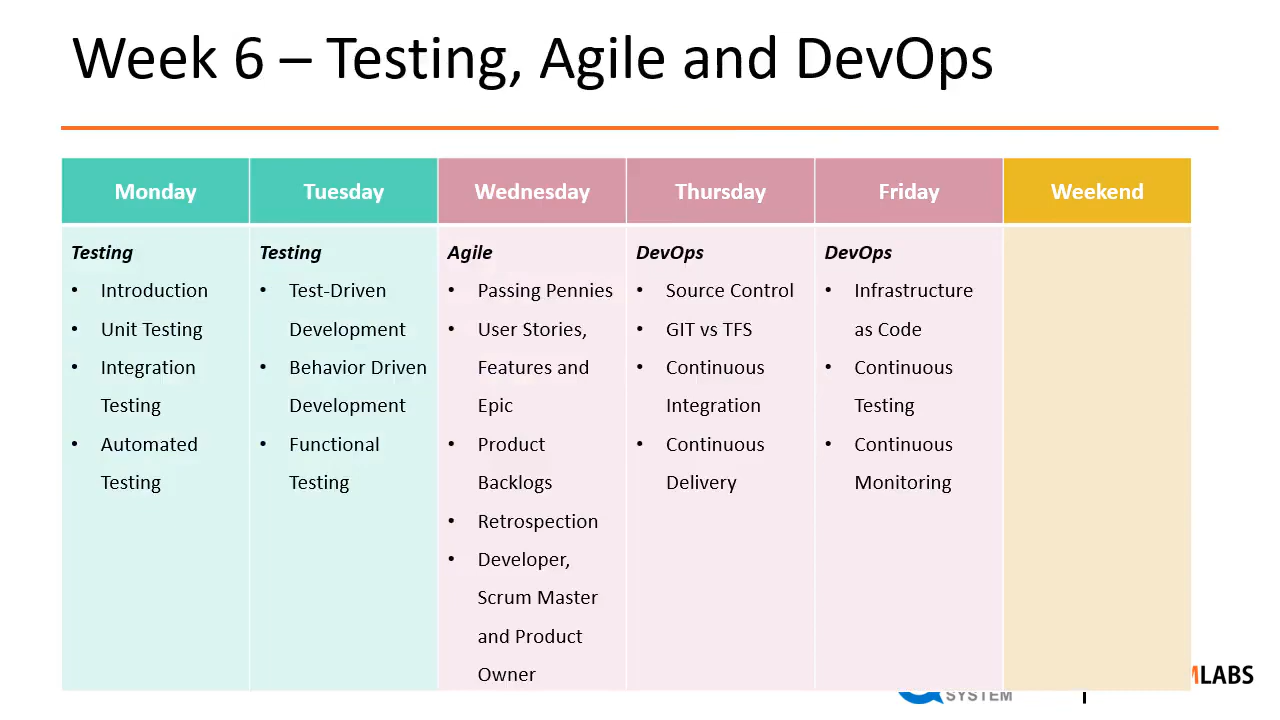 Week 6 – Testing, Agile and DevOps
Monday
Tuesday
Wednesday
Thursday
Friday
Weekend
Testing
• Introduction
• Unit Testing
• Integration
Testing
• Automated
Testing
Testing
• Test-Driven
Development
• Behavior Driven
Development
• Functional
Testing
Agile
• Passing Pennies
• User Stories,
Features and
Epic
• Product
Backlogs
• Retrospection
• Developer,
Scrum Master
and Product
Owner
DevOps
• Source Control
• GIT vs TFS
• Continuous
Integration
• Continuous
Delivery
DevOps
• Infrastructure
as Code
• Continuous
Testing
• Continuous
Monitoring
SYSTEM
LABS